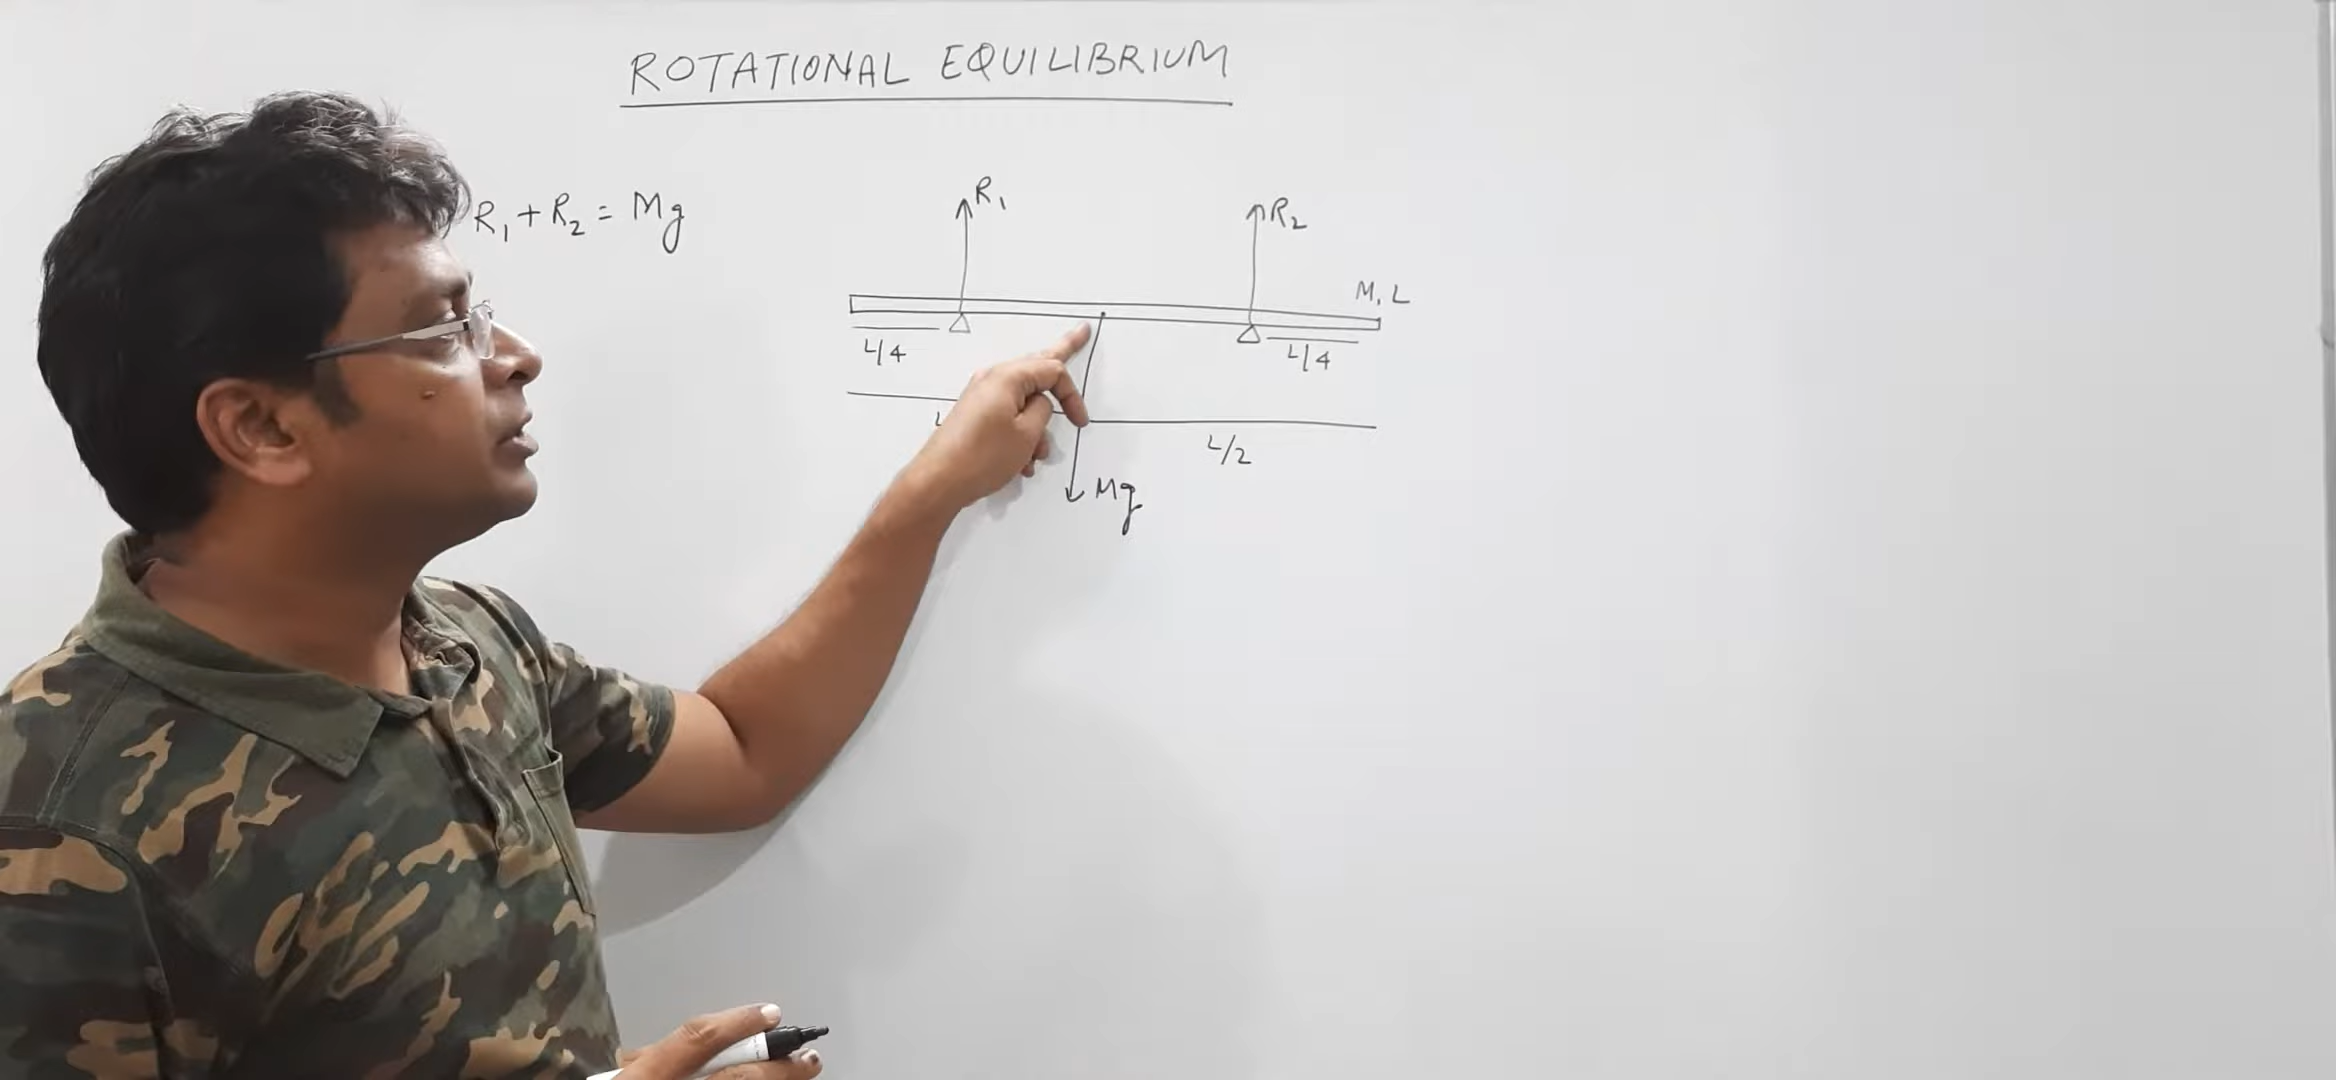 ROTATIONAL EQUILIBRIUM
R₁ + R₂ = Mg
R₁
R₂
M, L
L/4
L/4
L/2
Mg